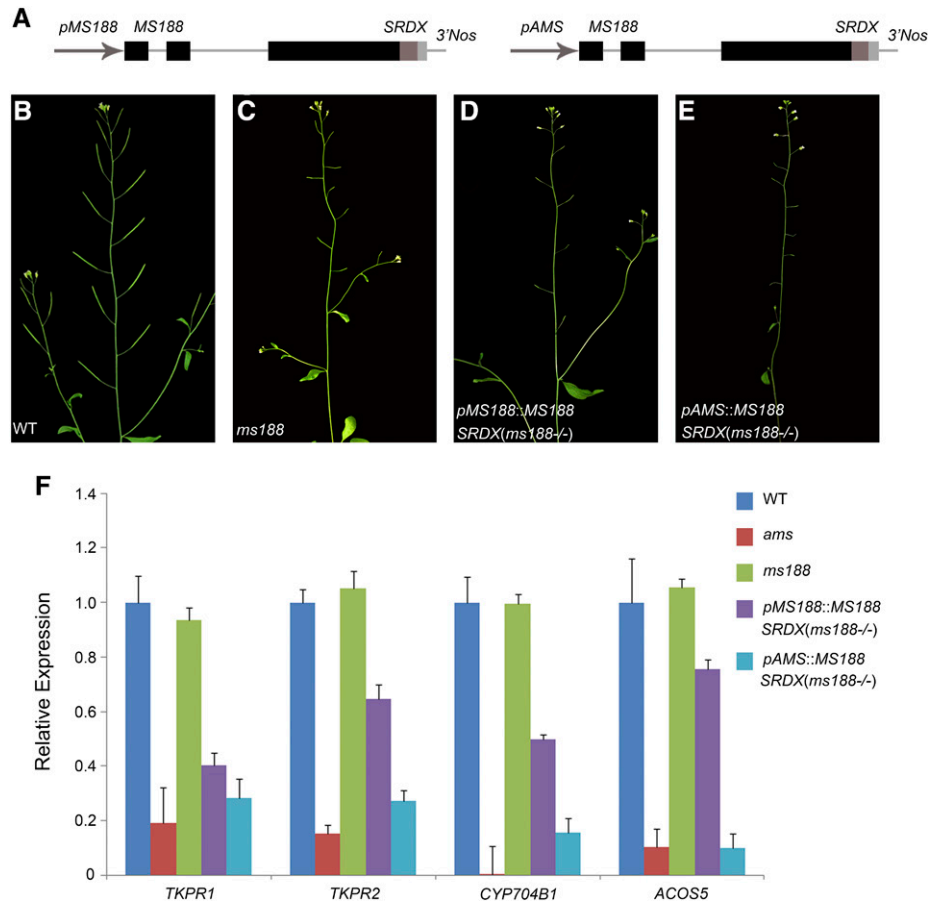 A
pMS188 MS188 SRDX 3'Nos
pAMS MS188 SRDX 3'Nos
B
WT
C
ms188
D
pMS188::MS188
SRDX(ms188-/-)
E
pAMS::MS188
SRDX(ms188-/-)
F
Relative Expression
1.4
1.2
1.0
0.8
0.6
0.4
0.2
0
TKPR1 TKPR2 CYP704B1 ACOS5
WT
ams
ms188
pMS188::MS188
SRDX(ms188-/-)
pAMS::MS188
SRDX(ms188-/-)